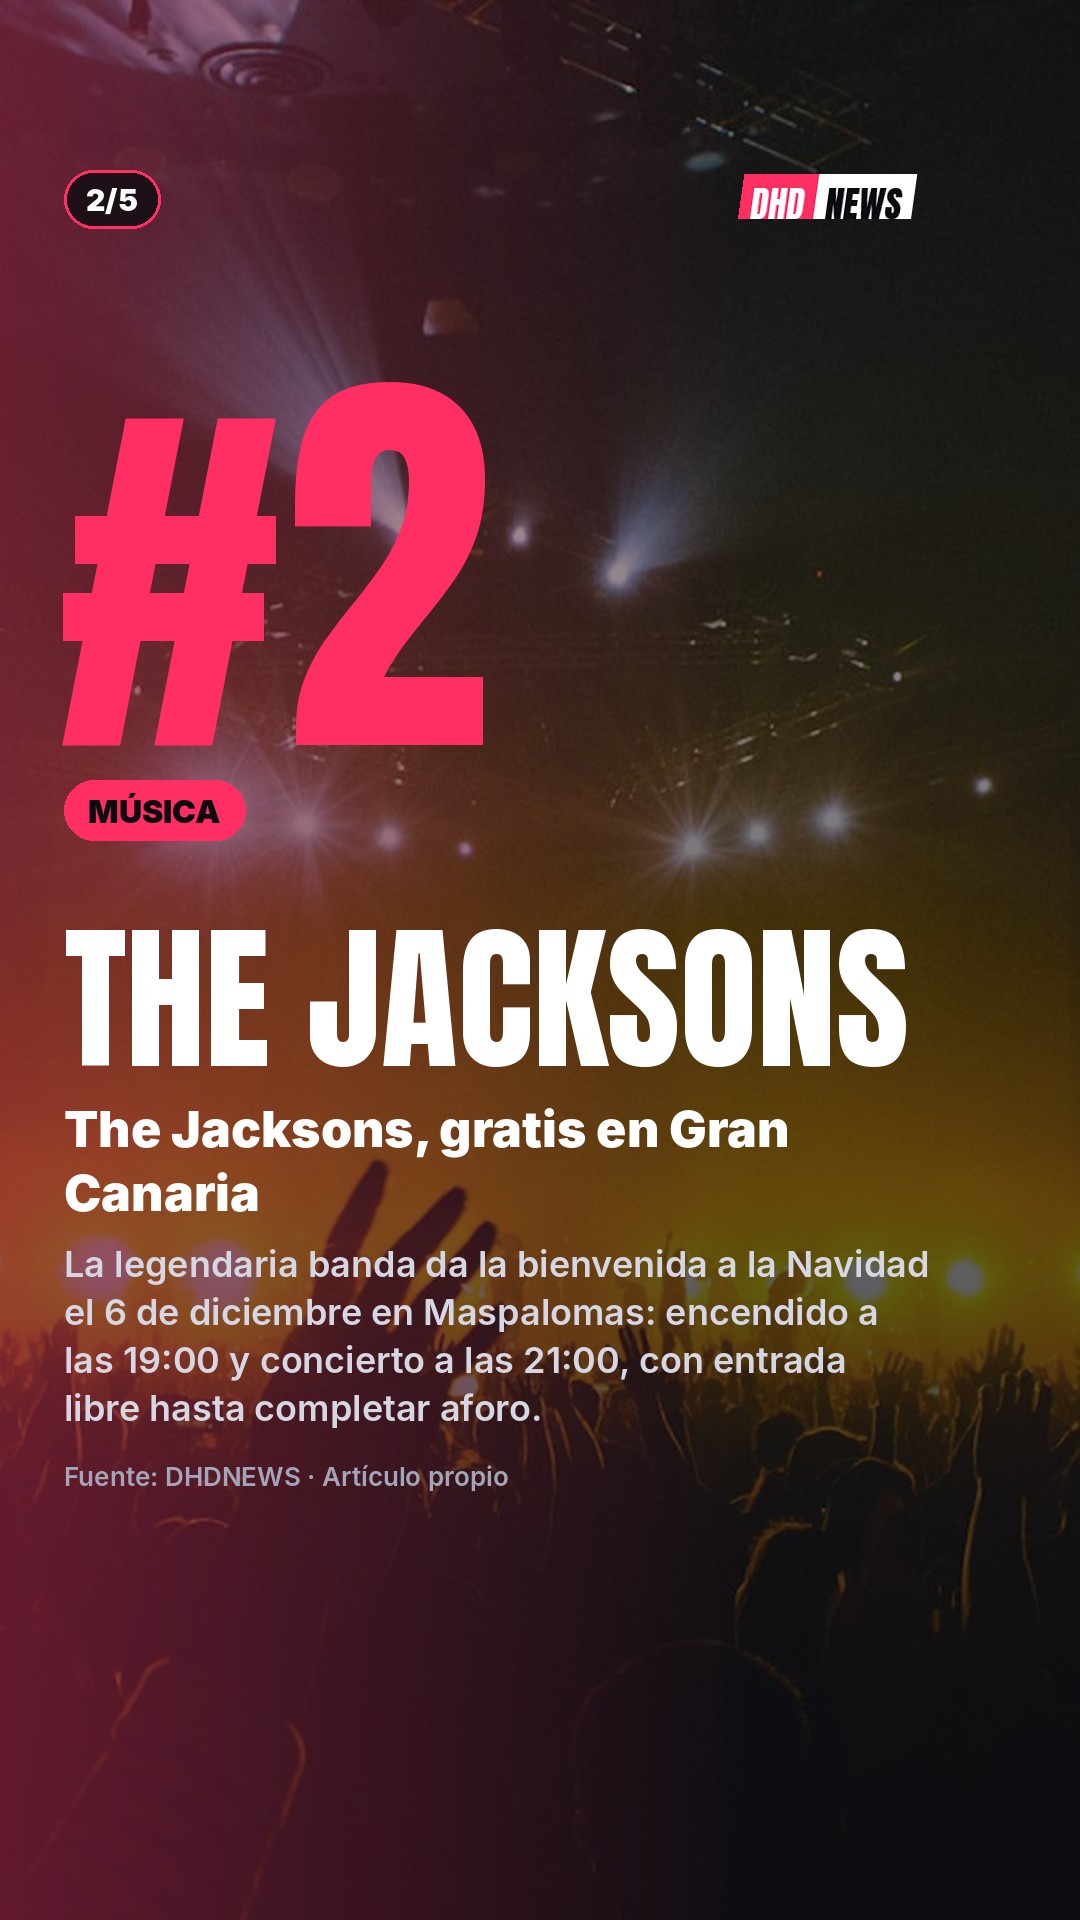 2/5
DHD NEWS
#2
MÚSICA
THE JACKSONS
The Jacksons, gratis en Gran
Canaria
La legendaria banda da la bienvenida a la Navidad
el 6 de diciembre en Maspalomas: encendido a
las 19:00 y concierto a las 21:00, con entrada
libre hasta completar aforo.
Fuente: DHDNEWS · Artículo propio